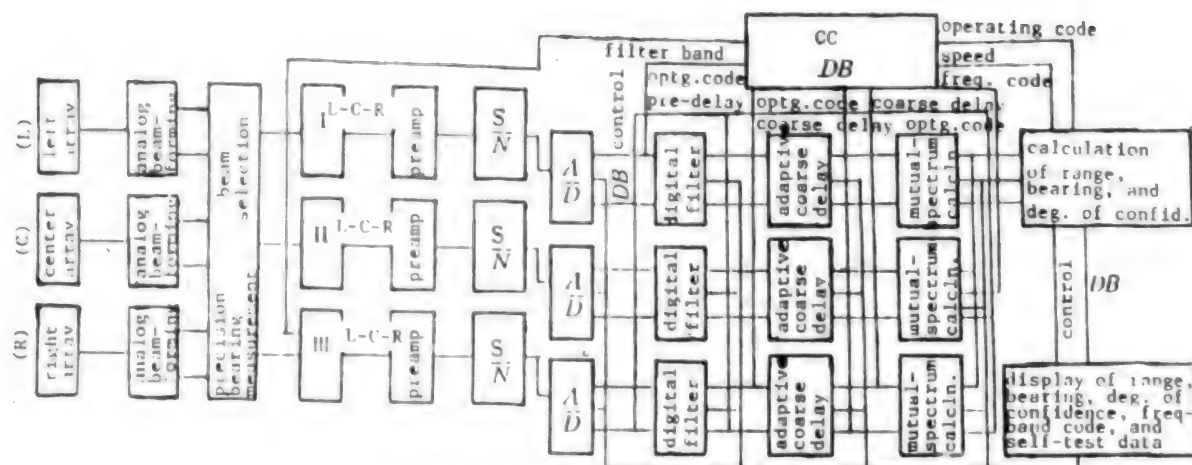 CC
DB
operating code
filter band
speed
optg.code
freq. code
pre-delay
optg.code coarse delay
coarse delay optg.code
control
DB
(L)
left
array
analog
beam-
forming
(C)
center
array
analog
beam-
forming
(R)
right
array
analog
beam-
forming
beam
selection
precision
bearing
measurement
I
L-C-R
preamp
S/N
A/D
digital
filter
adaptive
coarse
delay
mutual-
spectrum
calcln.
calculation
of range,
bearing, and
deg. of confid.
II
L-C-R
preamp
S/N
A/D
digital
filter
adaptive
coarse
delay
mutual-
spectrum
calcln.
control
DB
III
L-C-R
preamp
S/N
A/D
digital
filter
adaptive
coarse
delay
mutual-
spectrum
calcln.
display of range,
bearing, deg. of
confidence, freq-
band code, and
self-test data